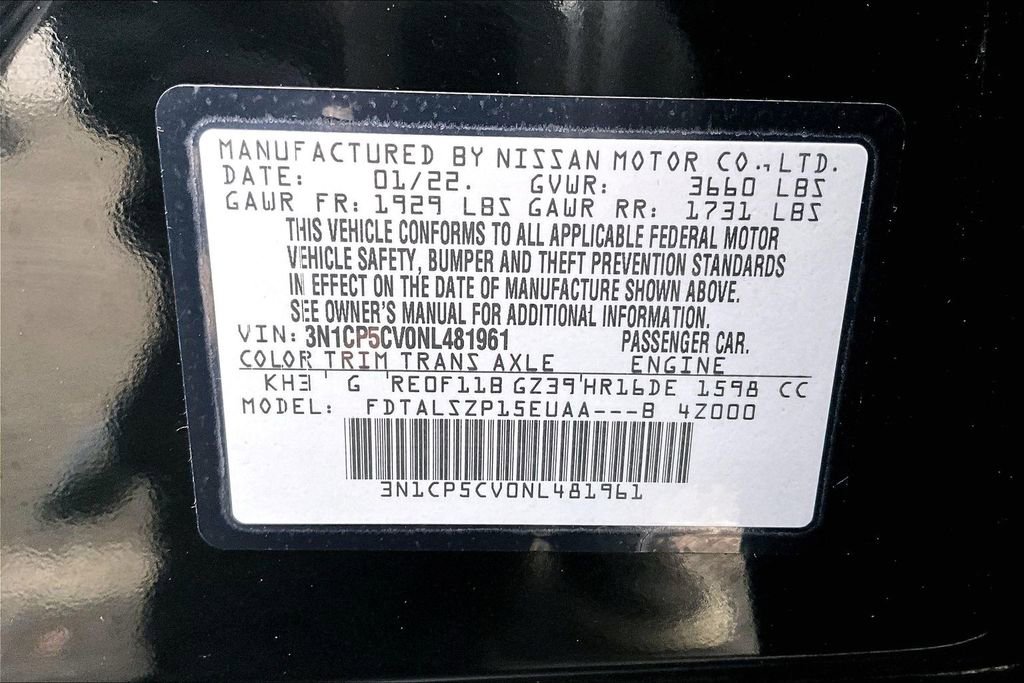 MANUFACTURED BY NISSAN MOTOR CO., LTD.
DATE: 01/22. GVWR: 3660 LBS
GAWR FR: 1929 LBS GAWR RR: 1731 LBS
THIS VEHICLE CONFORMS TO ALL APPLICABLE FEDERAL MOTOR
VEHICLE SAFETY, BUMPER AND THEFT PREVENTION STANDARDS
IN EFFECT ON THE DATE OF MANUFACTURE SHOWN ABOVE.
SEE OWNER'S MANUAL FOR ADDITIONAL INFORMATION.
VIN: 3N1CP5CV0NL481961 PASSENGER CAR.
COLOR TRIM TRANS AXLE ENGINE
KH3 G RE0F11B GZ39 HR16DE 1598 CC
MODEL: FDTALSZP15EUAA---B 4Z000
3N1CP5CV0NL481961